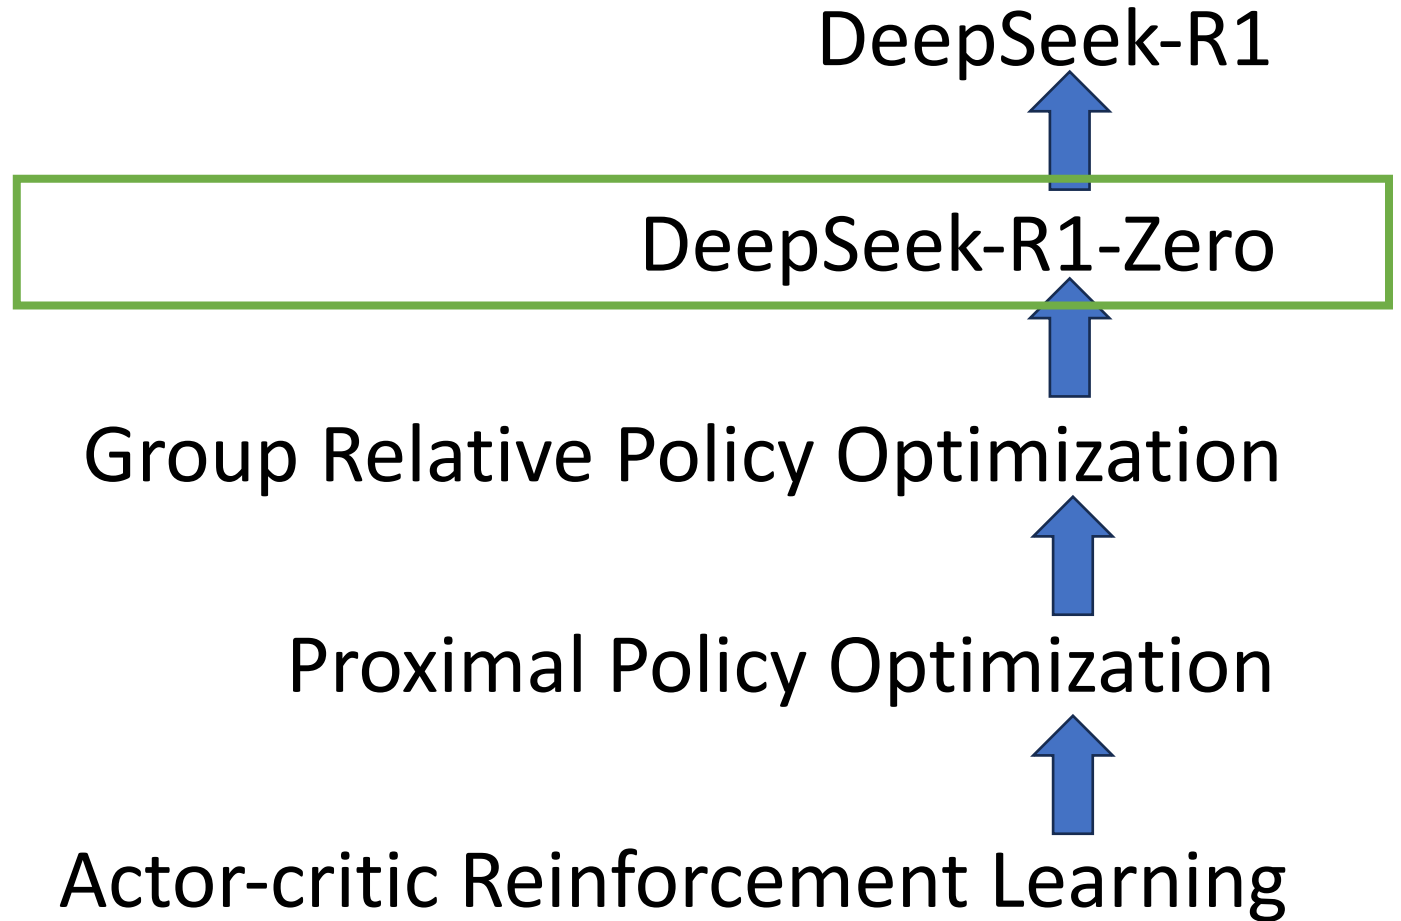 DeepSeek-R1
DeepSeek-R1-Zero
Group Relative Policy Optimization
Proximal Policy Optimization
Actor-critic Reinforcement Learning